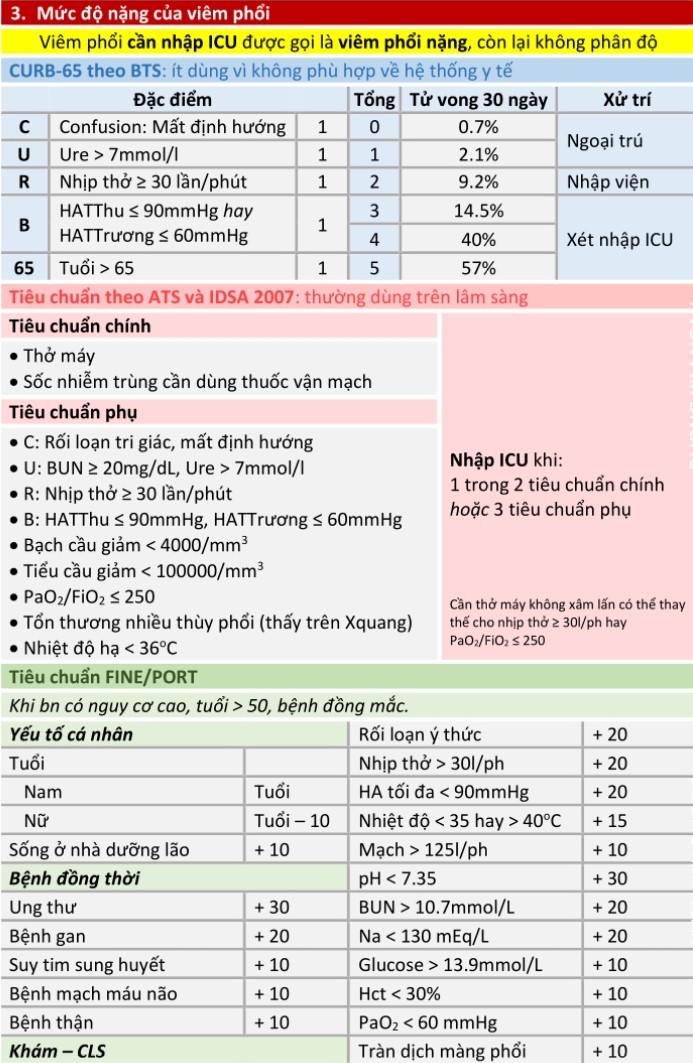 3. Mức độ nặng của viêm phổi
Viêm phổi cần nhập ICU được gọi là viêm phổi nặng, còn lại không phân độ
CURB-65 theo BTS: ít dùng vì không phù hợp về hệ thống y tế
Đặc điểm Tổng Tử vong 30 ngày Xử trí
C Confusion: Mất định hướng 1 0 0.7% Ngoại trú
U Ure > 7mmol/l 1 1 2.1%
R Nhịp thở ≥ 30 lần/phút 1 2 9.2% Nhập viện
B HATThu ≤ 90mmHg hay 1 3 14.5% Xét nhập ICU
HATTrương ≤ 60mmHg 4 40%
65 Tuổi > 65 1 5 57%
Tiêu chuẩn theo ATS và IDSA 2007: thường dùng trên lâm sàng
Tiêu chuẩn chính
• Thở máy
• Sốc nhiễm trùng cần dùng thuốc vận mạch
Tiêu chuẩn phụ
• C: Rối loạn tri giác, mất định hướng
• U: BUN ≥ 20mg/dL, Ure > 7mmol/l
• R: Nhịp thở ≥ 30 lần/phút
• B: HATThu ≤ 90mmHg, HATTrương ≤ 60mmHg
• Bạch cầu giảm < 4000/mm³
• Tiểu cầu giảm < 100000/mm³
• PaO₂/FiO₂ ≤ 250
• Tổn thương nhiều thùy phổi (thấy trên Xquang)
• Nhiệt độ hạ < 36°C
Nhập ICU khi:
1 trong 2 tiêu chuẩn chính
hoặc 3 tiêu chuẩn phụ
Cần thở máy không xâm lấn có thể thay
thế cho nhịp thở ≥ 30l/ph hay
PaO₂/FiO₂ ≤ 250
Tiêu chuẩn FINE/PORT
Khi bn có nguy cơ cao, tuổi > 50, bệnh đồng mắc.
Yếu tố cá nhân Rối loạn ý thức + 20
Tuổi Nhịp thở > 30l/ph + 20
Nam Tuổi HA tối đa < 90mmHg + 20
Nữ Tuổi – 10 Nhiệt độ < 35 hay > 40°C + 15
Sống ở nhà dưỡng lão + 10 Mạch > 125l/ph + 10
Bệnh đồng thời pH < 7.35 + 30
Ung thư + 30 BUN > 10.7mmol/L + 20
Bệnh gan + 20 Na < 130 mEq/L + 20
Suy tim sung huyết + 10 Glucose > 13.9mmol/L + 10
Bệnh mạch máu não + 10 Hct < 30% + 10
Bệnh thận + 10 PaO₂ < 60 mmHg + 10
Khám – CLS Tràn dịch màng phổi + 10